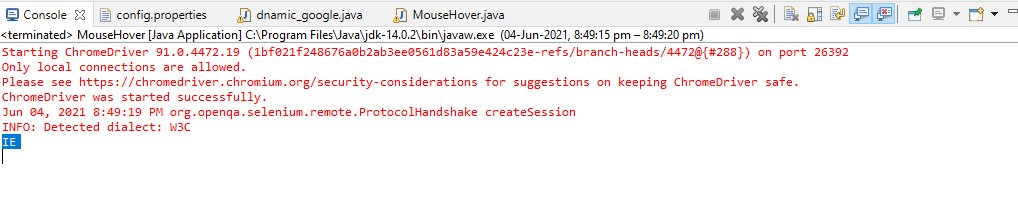 Console config.properties dnamic_google.java MouseHover.java
<terminated> MouseHover [Java Application] C:\Program Files\Java\jdk-14.0.2\bin\javaw.exe (04-Jun-2021, 8:49:15 pm – 8:49:20 pm)
Starting ChromeDriver 91.0.4472.19 (1bf021f248676a0b2ab3ee0561d83a59e424c23e-refs/branch-heads/4472@{#288}) on port 26392
Only local connections are allowed.
Please see https://chromedriver.chromium.org/security-considerations for suggestions on keeping ChromeDriver safe.
ChromeDriver was started successfully.
Jun 04, 2021 8:49:19 PM org.openqa.selenium.remote.ProtocolHandshake createSession
INFO: Detected dialect: W3C
IE